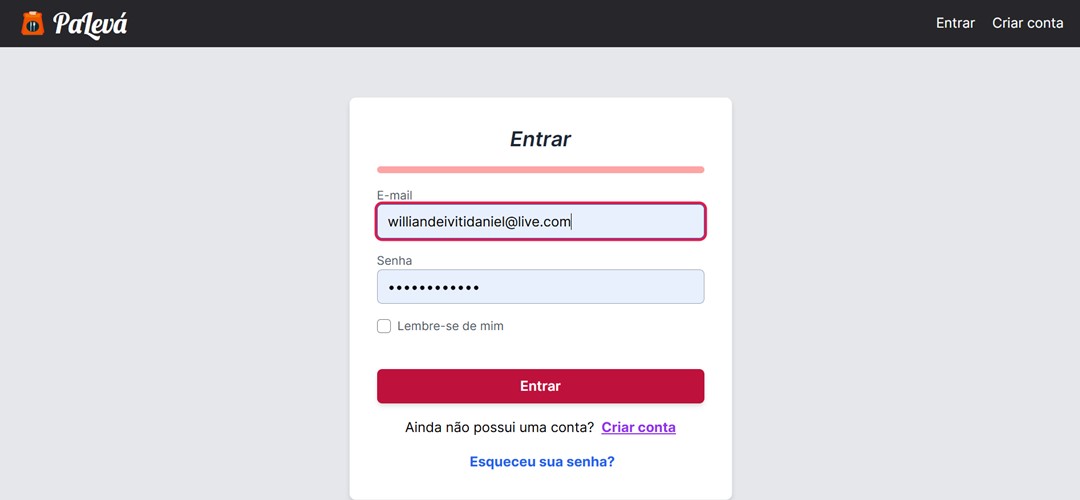 PaLevá
Entrar Criar conta
Entrar
E-mail
williandeivitidaniel@live.com
Senha
••••••••••••
Lembre-se de mim
Entrar
Ainda não possui uma conta? Criar conta
Esqueceu sua senha?